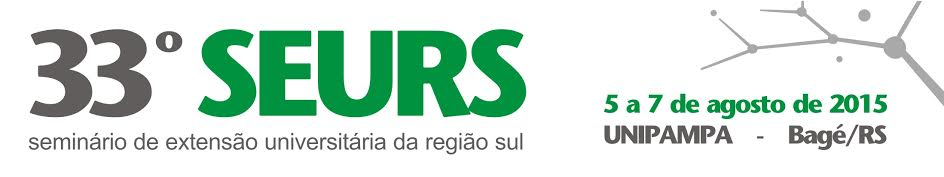 33º SEURS
seminário de extensão universitária da região sul
5 a 7 de agosto de 2015
UNIPAMPA - Bagé/RS